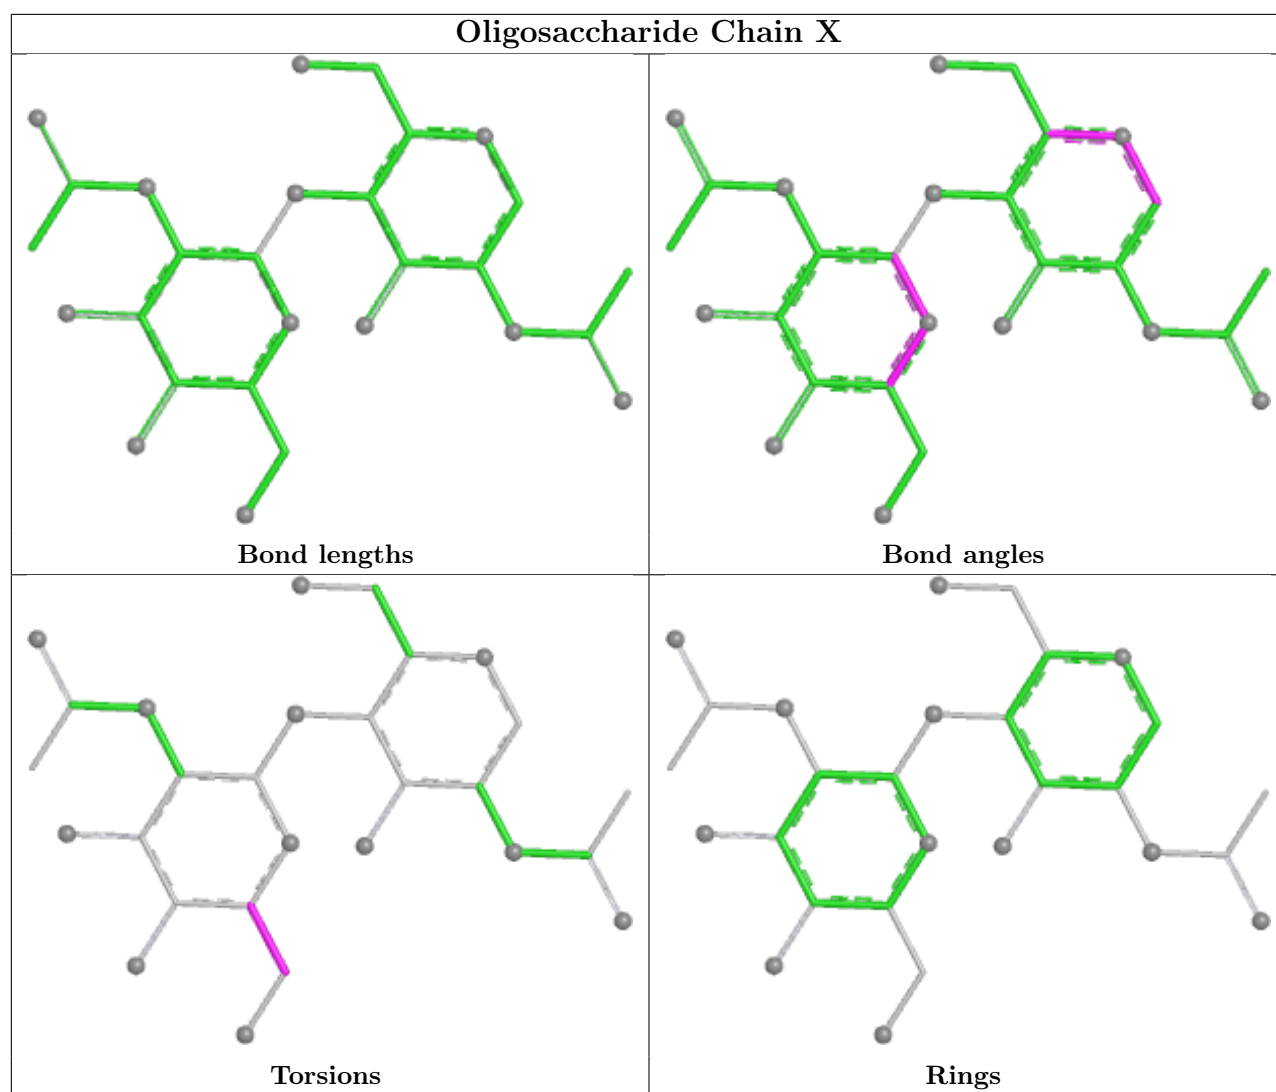 Oligosaccharide Chain X
Bond lengths
Bond angles
Torsions
Rings